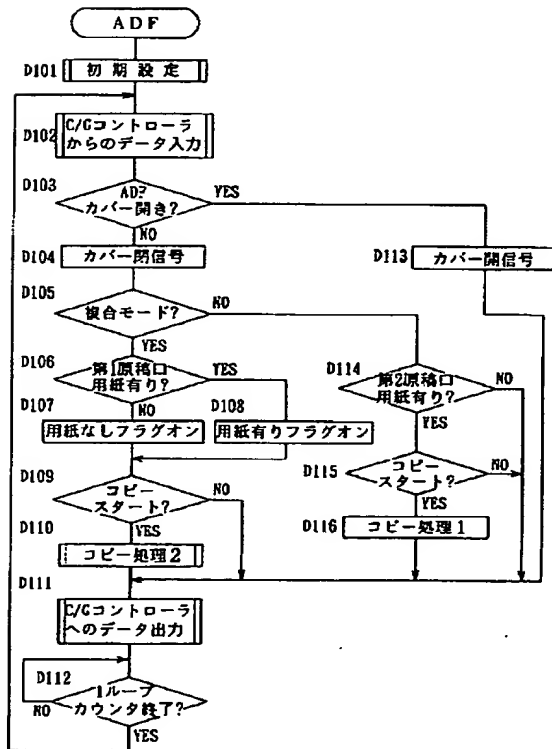 ADF
D101
初期設定
D102
C/Gコントローラ
からのデータ入力
D103
ADF
カバー開き?
YES
NO
D104
カバー閉信号
D113
カバー開信号
D105
複合モード?
NO
YES
D106
第1原稿口
用紙有り?
YES
NO
D114
第2原稿口
用紙有り?
NO
YES
D107
用紙なしフラグオン
D108
用紙有りフラグオン
D109
コピー
スタート?
NO
YES
D115
コピー
スタート?
NO
YES
D110
コピー処理2
D116
コピー処理1
D111
C/Gコントローラ
へのデータ出力
D112
1ループ
カウンタ終了?
NO
YES